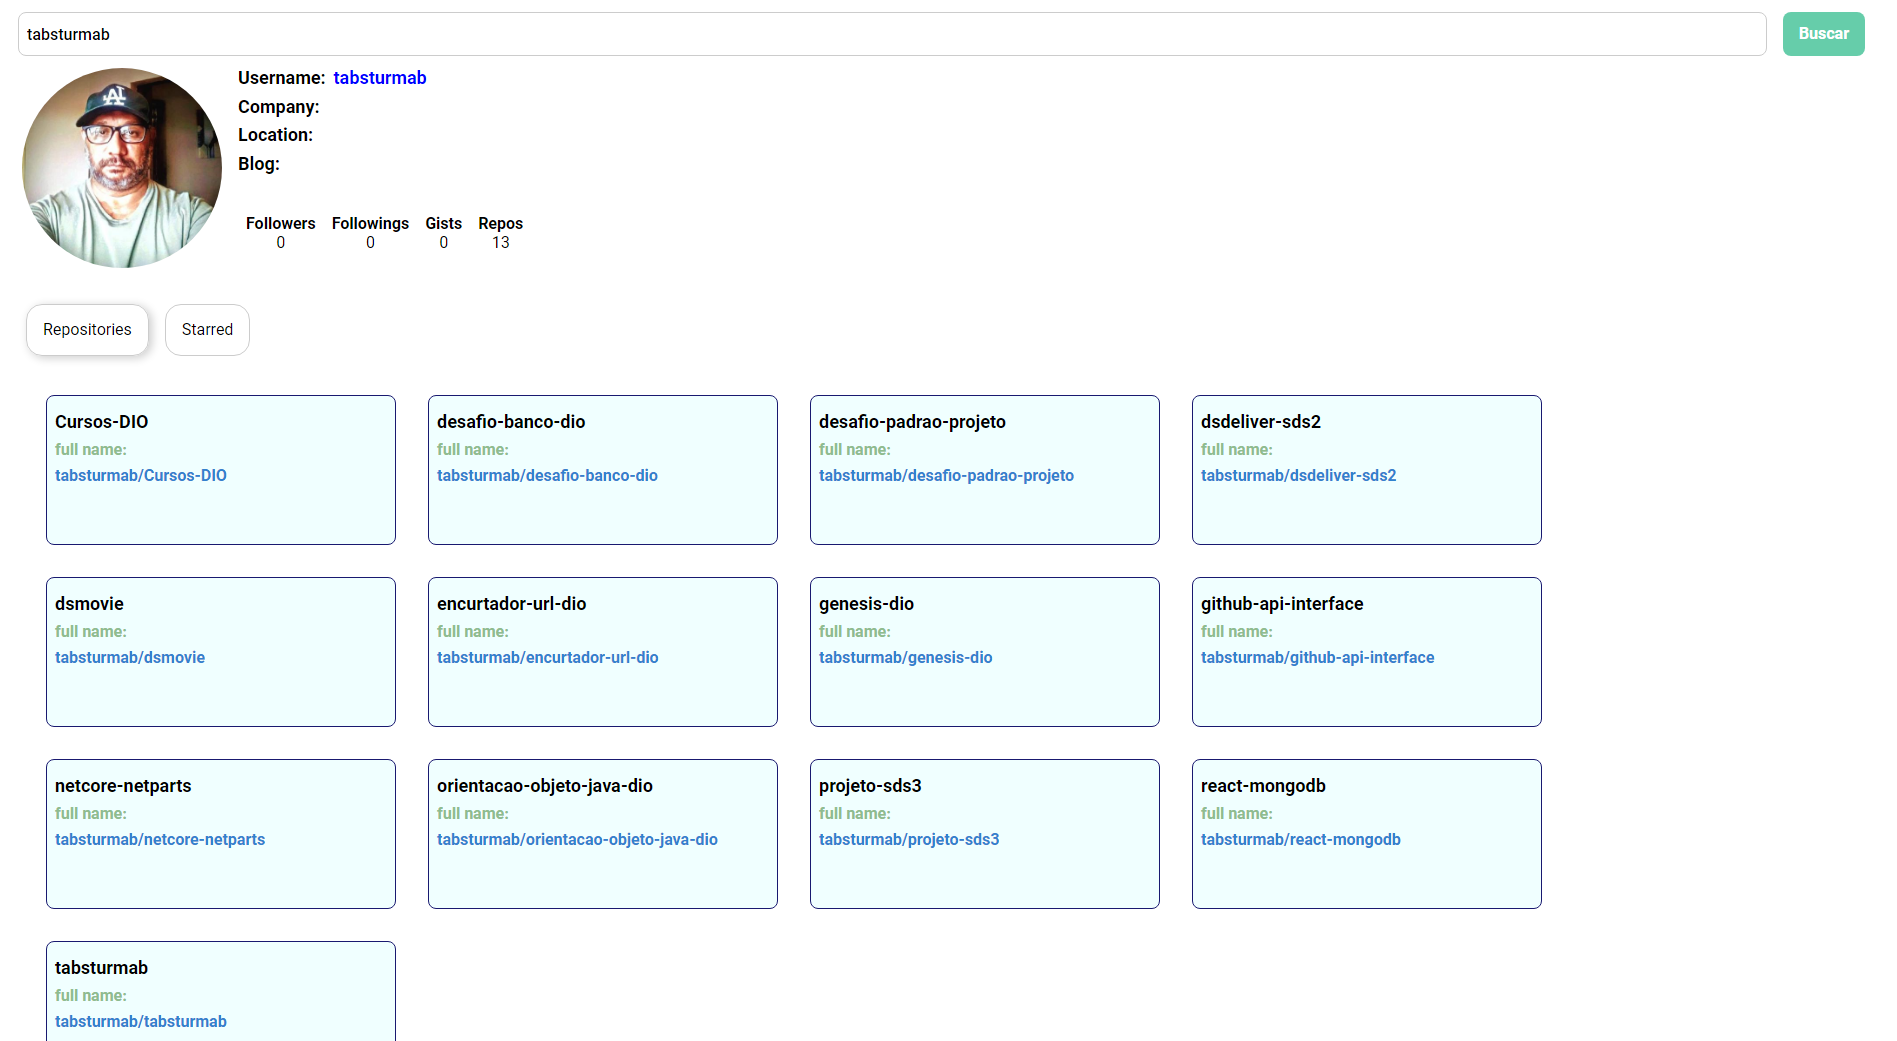 tabsturmab
Buscar
Username: tabsturmab
Company:
Location:
Blog:
Followers Followings Gists Repos
0 0 0 13
Repositories Starred
Cursos-DIO
full name:
tabsturmab/Cursos-DIO
desafio-banco-dio
full name:
tabsturmab/desafio-banco-dio
desafio-padrao-projeto
full name:
tabsturmab/desafio-padrao-projeto
dsdeliver-sds2
full name:
tabsturmab/dsdeliver-sds2
dsmovie
full name:
tabsturmab/dsmovie
encurtador-url-dio
full name:
tabsturmab/encurtador-url-dio
genesis-dio
full name:
tabsturmab/genesis-dio
github-api-interface
full name:
tabsturmab/github-api-interface
netcore-netparts
full name:
tabsturmab/netcore-netparts
orientacao-objeto-java-dio
full name:
tabsturmab/orientacao-objeto-java-dio
projeto-sds3
full name:
tabsturmab/projeto-sds3
react-mongodb
full name:
tabsturmab/react-mongodb
tabsturmab
full name:
tabsturmab/tabsturmab